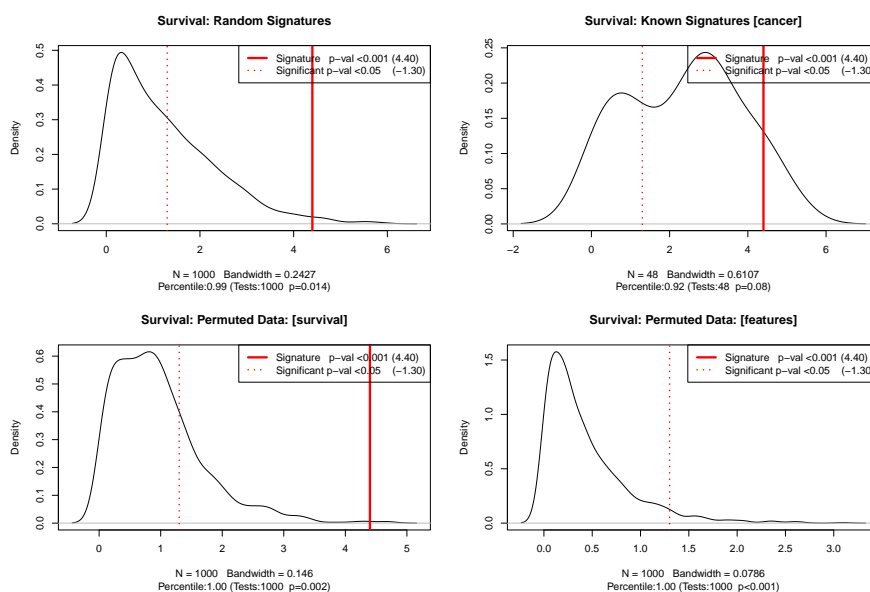 Survival: Random Signatures
Signature p−val <0.001 (4.40)
Significant p−val <0.05 (−1.30)
Density
0.0 0.1 0.2 0.3 0.4 0.5
0 2 4 6
N = 1000 Bandwidth = 0.2427
Percentile:0.99 (Tests:1000 p=0.014)
Survival: Known Signatures [cancer]
Signature p−val <0.001 (4.40)
Significant p−val <0.05 (−1.30)
Density
0.00 0.05 0.10 0.15 0.20 0.25
−2 0 2 4 6
N = 48 Bandwidth = 0.6107
Percentile:0.92 (Tests:48 p=0.08)
Survival: Permuted Data: [survival]
Signature p−val <0.001 (4.40)
Significant p−val <0.05 (−1.30)
Density
0.0 0.1 0.2 0.3 0.4 0.5 0.6
0 1 2 3 4 5
N = 1000 Bandwidth = 0.146
Percentile:1.00 (Tests:1000 p=0.002)
Survival: Permuted Data: [features]
Signature p−val <0.001 (4.40)
Significant p−val <0.05 (−1.30)
Density
0.0 0.5 1.0 1.5
0.0 0.5 1.0 1.5 2.0 2.5 3.0
N = 1000 Bandwidth = 0.0786
Percentile:1.00 (Tests:1000 p<0.001)